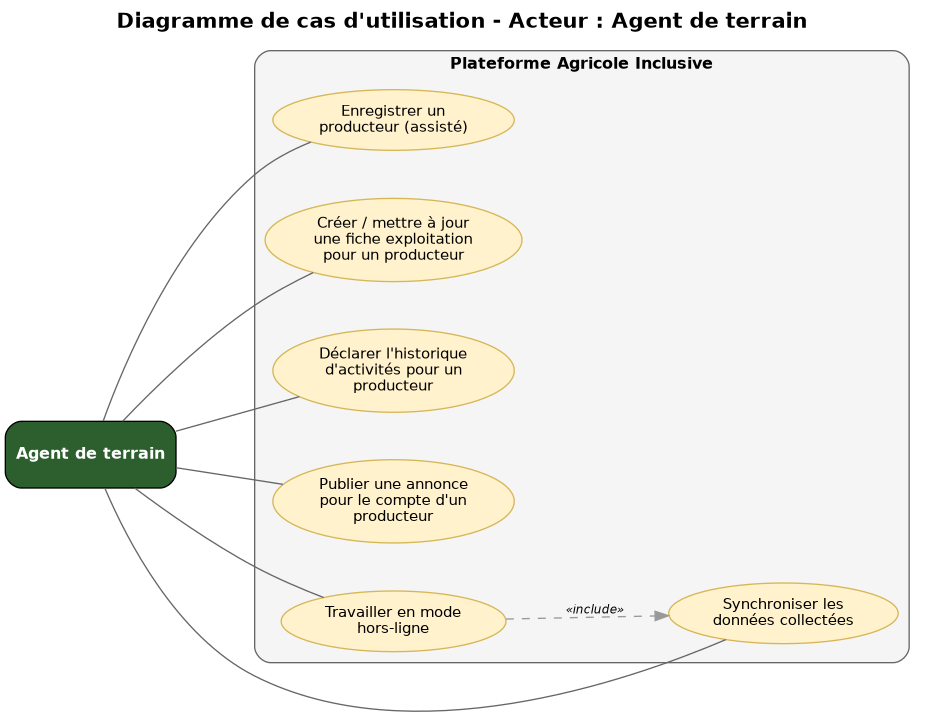 Diagramme de cas d'utilisation - Acteur : Agent de terrain
Plateforme Agricole Inclusive
Enregistrer un
producteur (assisté)
Créer / mettre à jour
une fiche exploitation
pour un producteur
Déclarer l'historique
d'activités pour un
producteur
Agent de terrain
Publier une annonce
pour le compte d'un
producteur
Travailler en mode
hors-ligne
«include»
Synchroniser les
données collectées